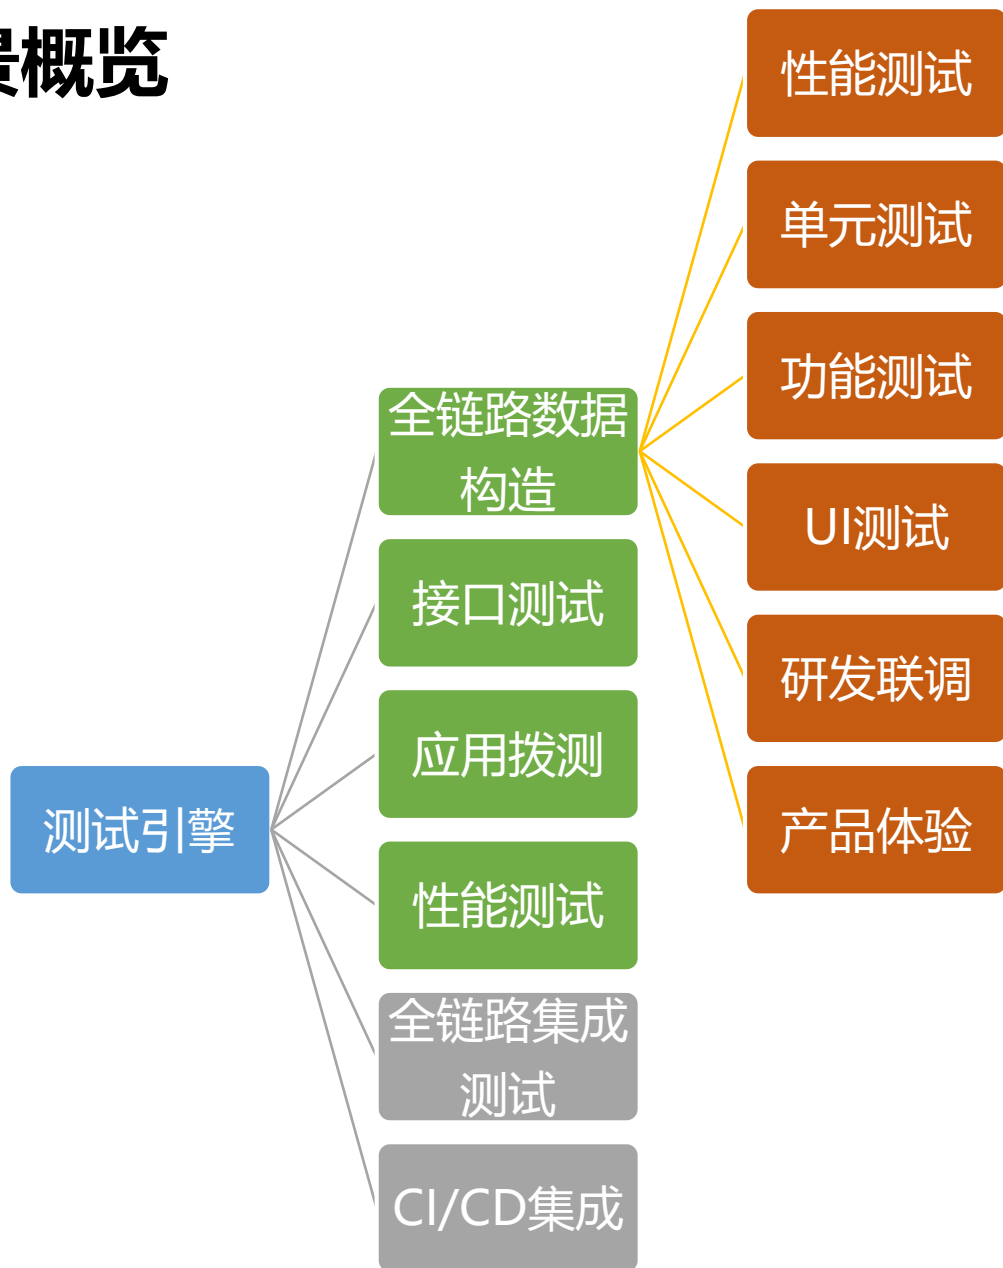 景概览
性能测试
单元测试
功能测试
全链路数据
构造
UI测试
接口测试
研发联调
应用拨测
测试引擎
产品体验
性能测试
全链路集成
测试
CI/CD集成